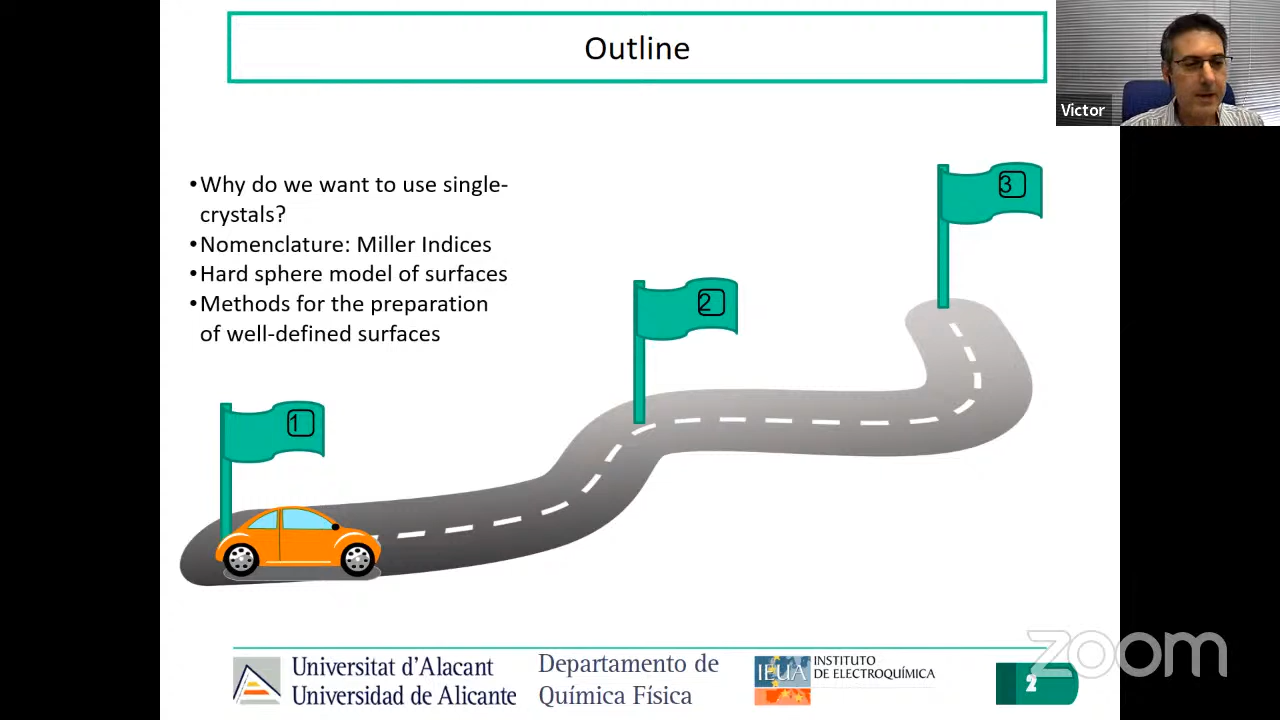 Outline
Victor
•Why do we want to use single-
crystals?
•Nomenclature: Miller Indices
•Hard sphere model of surfaces
•Methods for the preparation
of well-defined surfaces
3
2
1
Universitat d'Alacant
Universidad de Alicante
Departamento de
Química Física
IEUA
INSTITUTO
DE ELECTROQUÍMICA
2
zoom